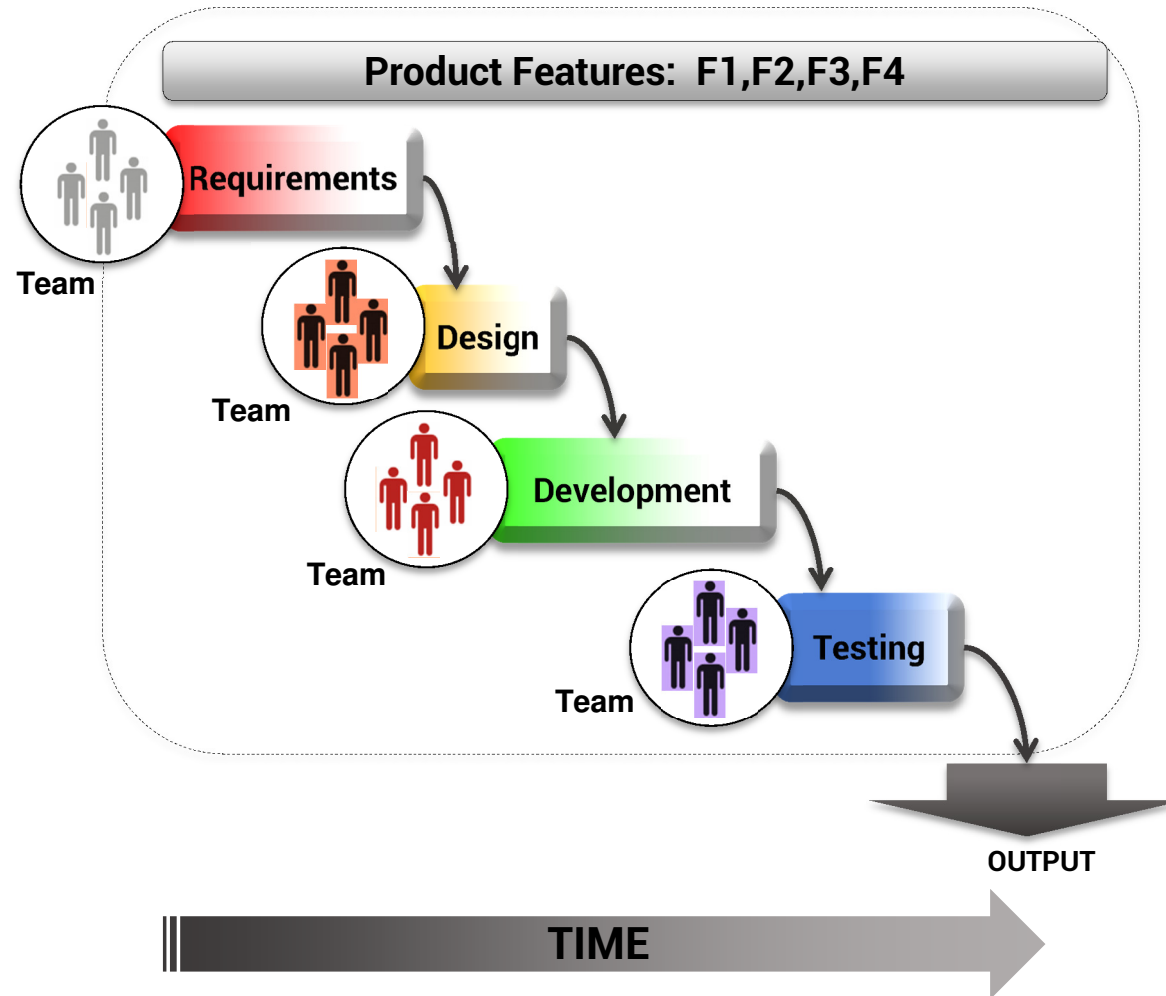 Product Features: F1,F2,F3,F4
Requirements
Team
Design
Team
Development
Team
Testing
Team
OUTPUT
TIME